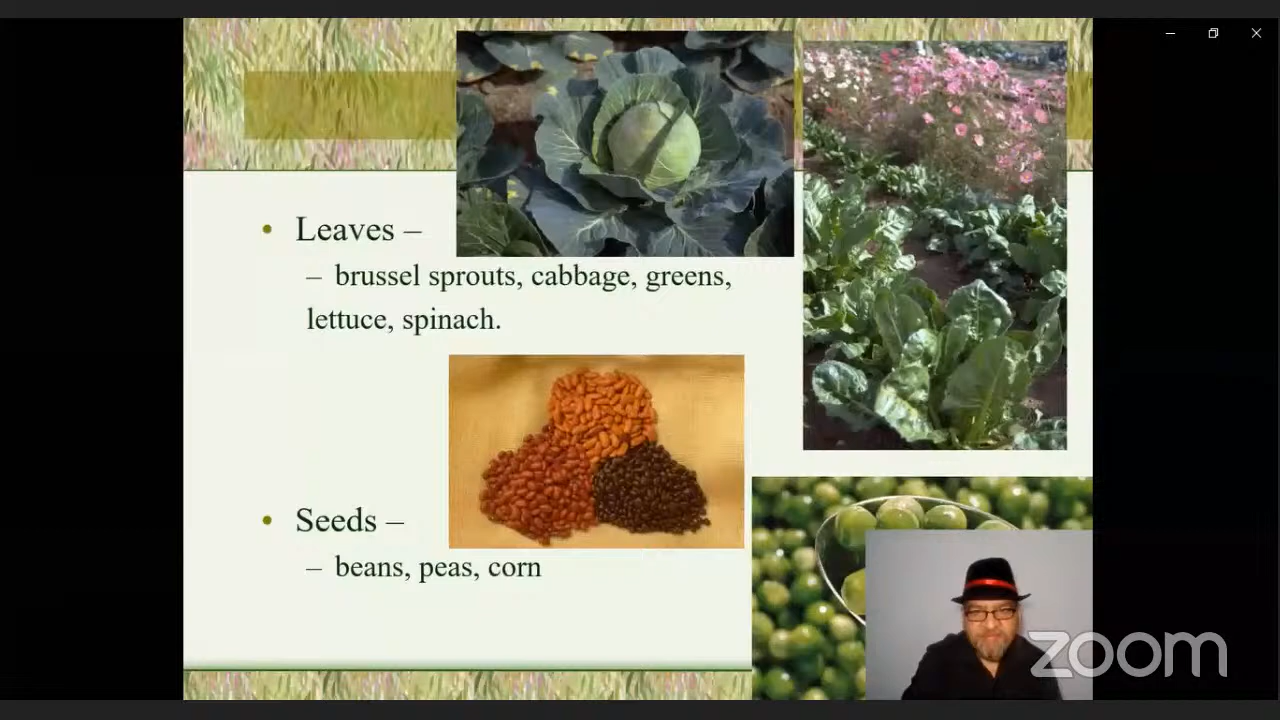 Leaves –
– brussel sprouts, cabbage, greens,
lettuce, spinach.
Seeds –
– beans, peas, corn
zoom